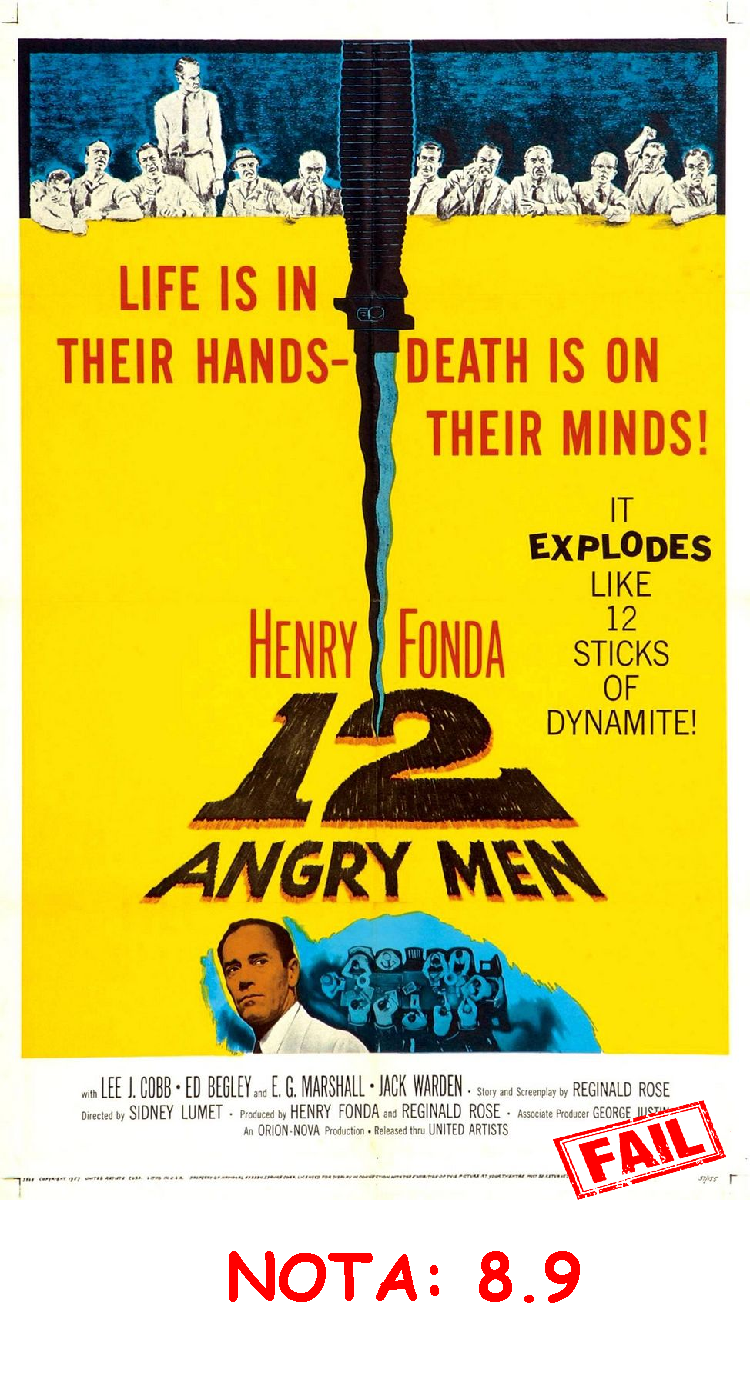 LIFE IS IN
THEIR HANDS- DEATH IS ON
THEIR MINDS!
IT
EXPLODES
LIKE
12
STICKS
OF
DYNAMITE!
HENRY FONDA
12
ANGRY MEN
with LEE J. COBB • ED BEGLEY and E. G. MARSHALL • JACK WARDEN • Story and Screenplay by REGINALD ROSE
Directed by SIDNEY LUMET • Produced by HENRY FONDA and REGINALD ROSE • Associate Producer GEORGE JUSTIN
An ORION-NOVA Production • Released thru UNITED ARTISTS
FAIL
NOTA: 8.9